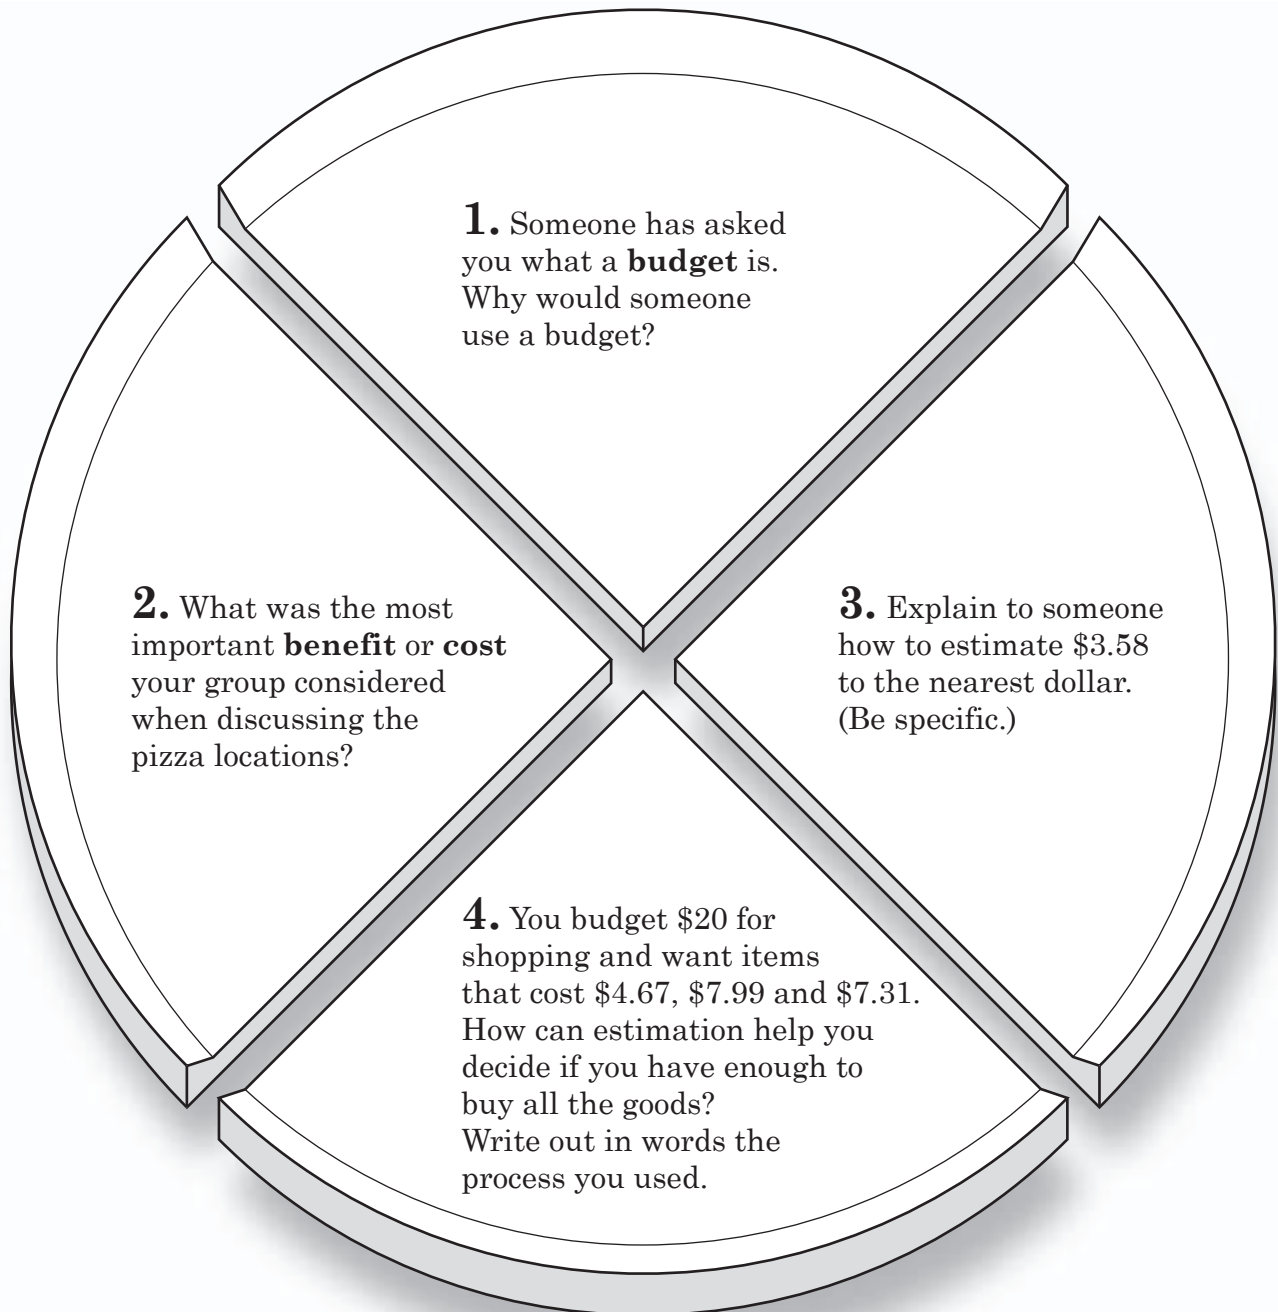 1. Someone has asked
you what a budget is.
Why would someone
use a budget?
2. What was the most
important benefit or cost
your group considered
when discussing the
pizza locations?
3. Explain to someone
how to estimate $3.58
to the nearest dollar.
(Be specific.)
4. You budget $20 for
shopping and want items
that cost $4.67, $7.99 and $7.31.
How can estimation help you
decide if you have enough to
buy all the goods?
Write out in words the
process you used.